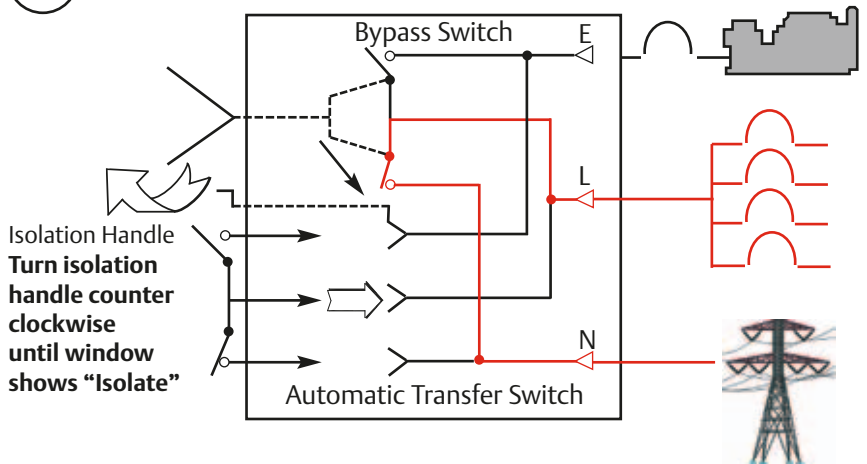 Bypass Switch
E
L
Isolation Handle
Turn isolation
handle counter
clockwise
until window
shows “Isolate”
N
Automatic Transfer Switch